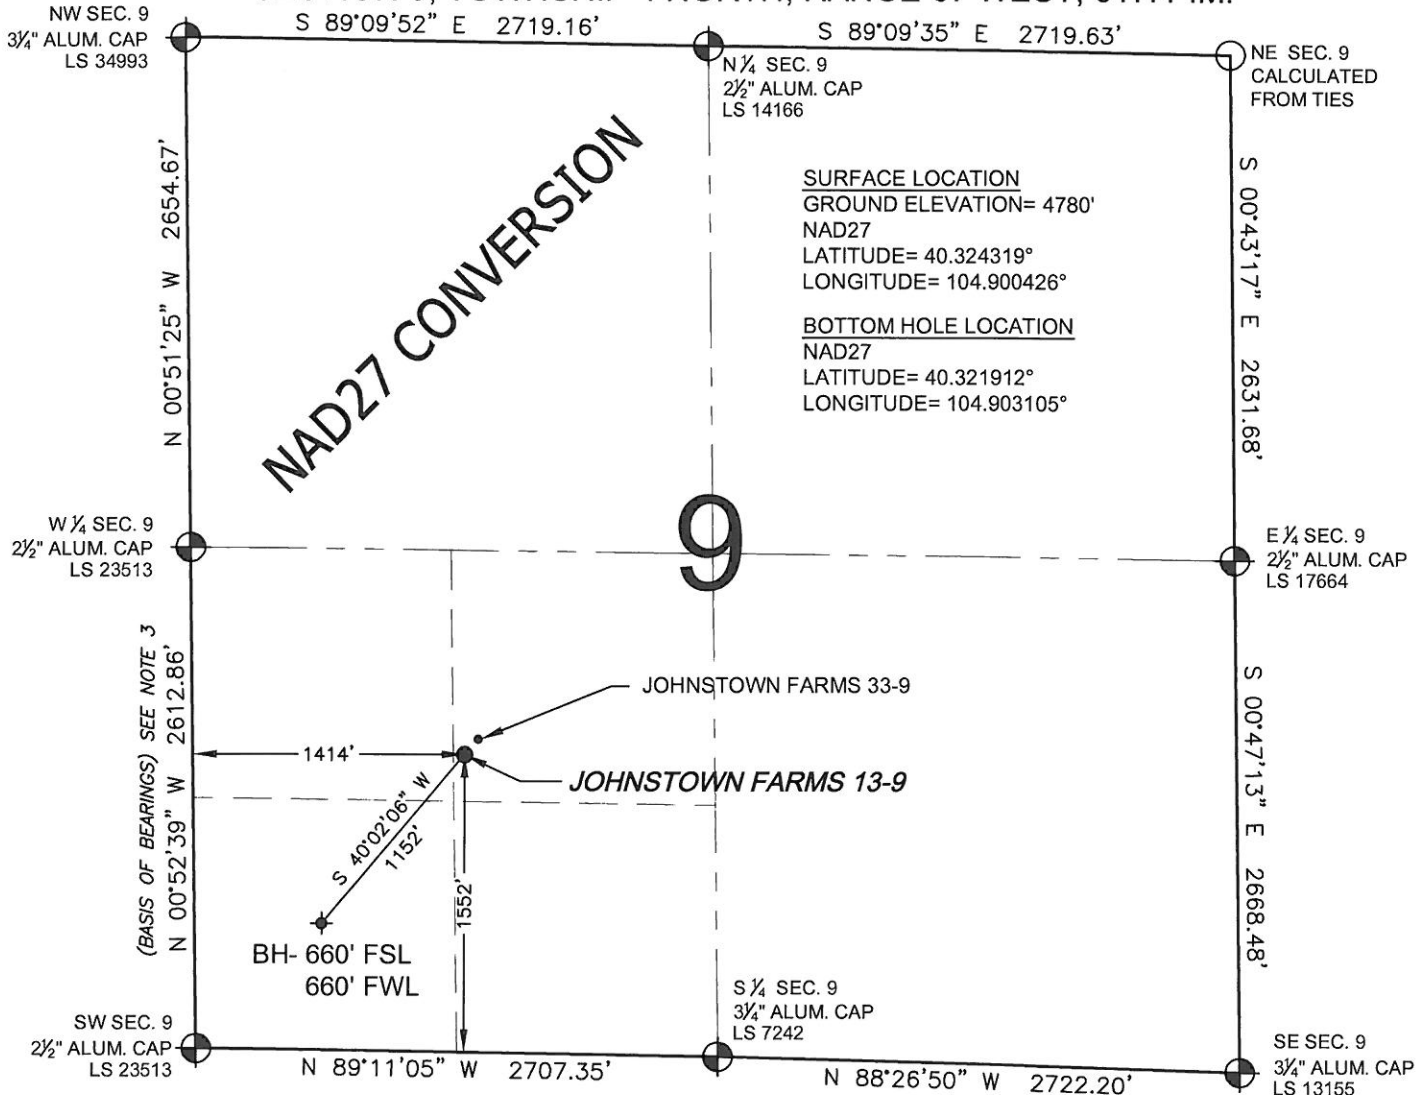 NW SEC. 9
3¼" ALUM. CAP
LS 34993
S 89°09'52" E 2719.16'
S 89°09'35" E 2719.63'
N ¼ SEC. 9
2½" ALUM. CAP
LS 14166
NE SEC. 9
CALCULATED
FROM TIES
N 00°51'25" W 2654.67'
NAD27 CONVERSION
SURFACE LOCATION
GROUND ELEVATION= 4780'
NAD27
LATITUDE= 40.324319°
LONGITUDE= 104.900426°
BOTTOM HOLE LOCATION
NAD27
LATITUDE= 40.321912°
LONGITUDE= 104.903105°
S 00°43'17" E 2631.68'
W ¼ SEC. 9
2½" ALUM. CAP
LS 23513
9
E ¼ SEC. 9
2½" ALUM. CAP
LS 17664
(BASIS OF BEARINGS) SEE NOTE 3
N 00°52'39" W 2612.86'
JOHNSTOWN FARMS 33-9
1414'
JOHNSTOWN FARMS 13-9
S 40°02'06" W
1152'
1552'
S 00°47'13" E 2668.48'
BH- 660' FSL
660' FWL
SW SEC. 9
2½" ALUM. CAP
LS 23513
S ¼ SEC. 9
3¼" ALUM. CAP
LS 7242
N 89°11'05" W 2707.35'
N 88°26'50" W 2722.20'
SE SEC. 9
3¼" ALUM. CAP
LS 13155